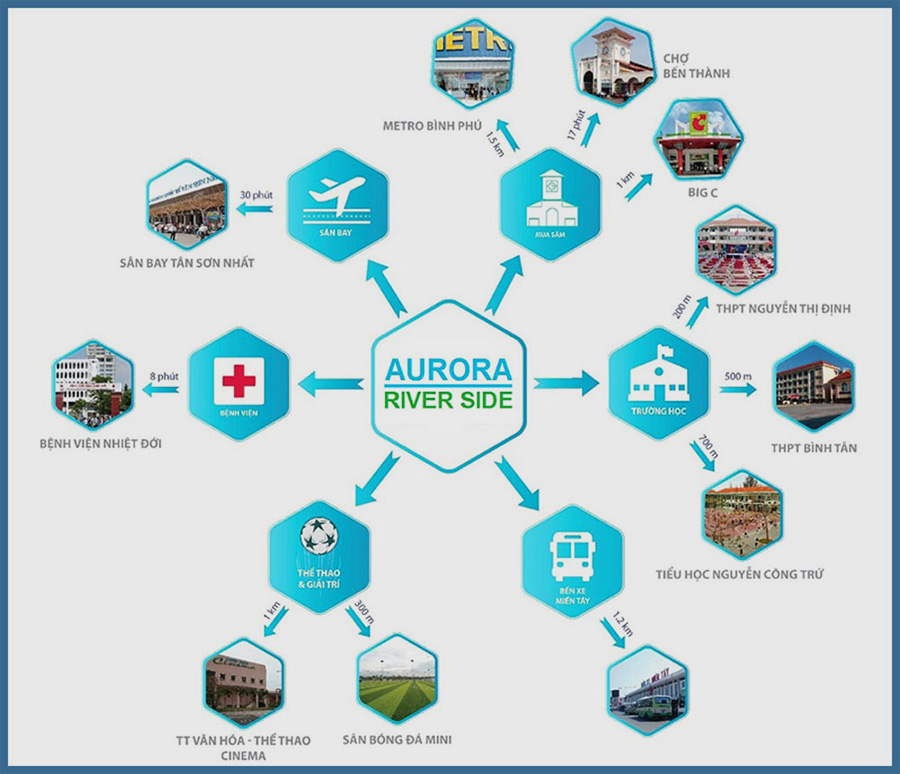 METRO BÌNH PHÚ
1.5 km
17 phút
CHỢ
BẾN THÀNH
1 km
BIG C
MUA SẮM
30 phút
SÂN BAY
SÂN BAY TÂN SƠN NHẤT
200 m
THPT NGUYỄN THỊ ĐỊNH
AURORA
RIVER SIDE
8 phút
BỆNH VIỆN
BỆNH VIỆN NHIỆT ĐỚI
TRƯỜNG HỌC
500 m
THPT BÌNH TÂN
700 m
TIỂU HỌC NGUYỄN CÔNG TRỨ
THỂ THAO
& GIẢI TRÍ
1 km
300 m
TT VĂN HÓA - THỂ THAO
CINEMA
SÂN BÓNG ĐÁ MINI
BẾN XE
MIỀN TÂY
1.2 km